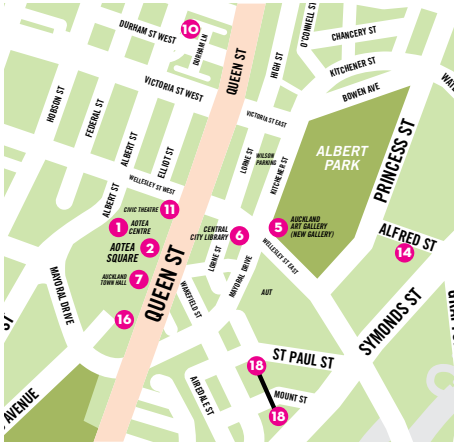 DURHAM ST WEST
10
DURHAM LN
QUEEN ST
HIGH ST
O'CONNELL ST
CHANCERY ST
KITCHENER ST
BOWEN AVE
HOBSON ST
FEDERAL ST
VICTORIA ST WEST
VICTORIA ST EAST
ALBERT ST
ELLIOT ST
LORNE ST
WILSON
PARKING
KITCHENER ST
ALBERT
PARK
PRINCESS ST
WELLESLEY ST WEST
ALBERT ST
CIVIC THEATRE
11
1
AOTEA
CENTRE
AOTEA
SQUARE
2
AUCKLAND
TOWN HALL
7
CENTRAL
CITY LIBRARY
6
5
AUCKLAND
ART GALLERY
(NEW GALLERY)
ALFRED ST
14
LORNE ST
MAYORAL DRIVE
WELLESLEY ST EAST
AUT
MAYORAL DRIVE
QUEEN ST
WAKEFIELD ST
SYMONDS ST
16
ST PAUL ST
18
AIREDALE ST
MOUNT ST
18
AVENUE